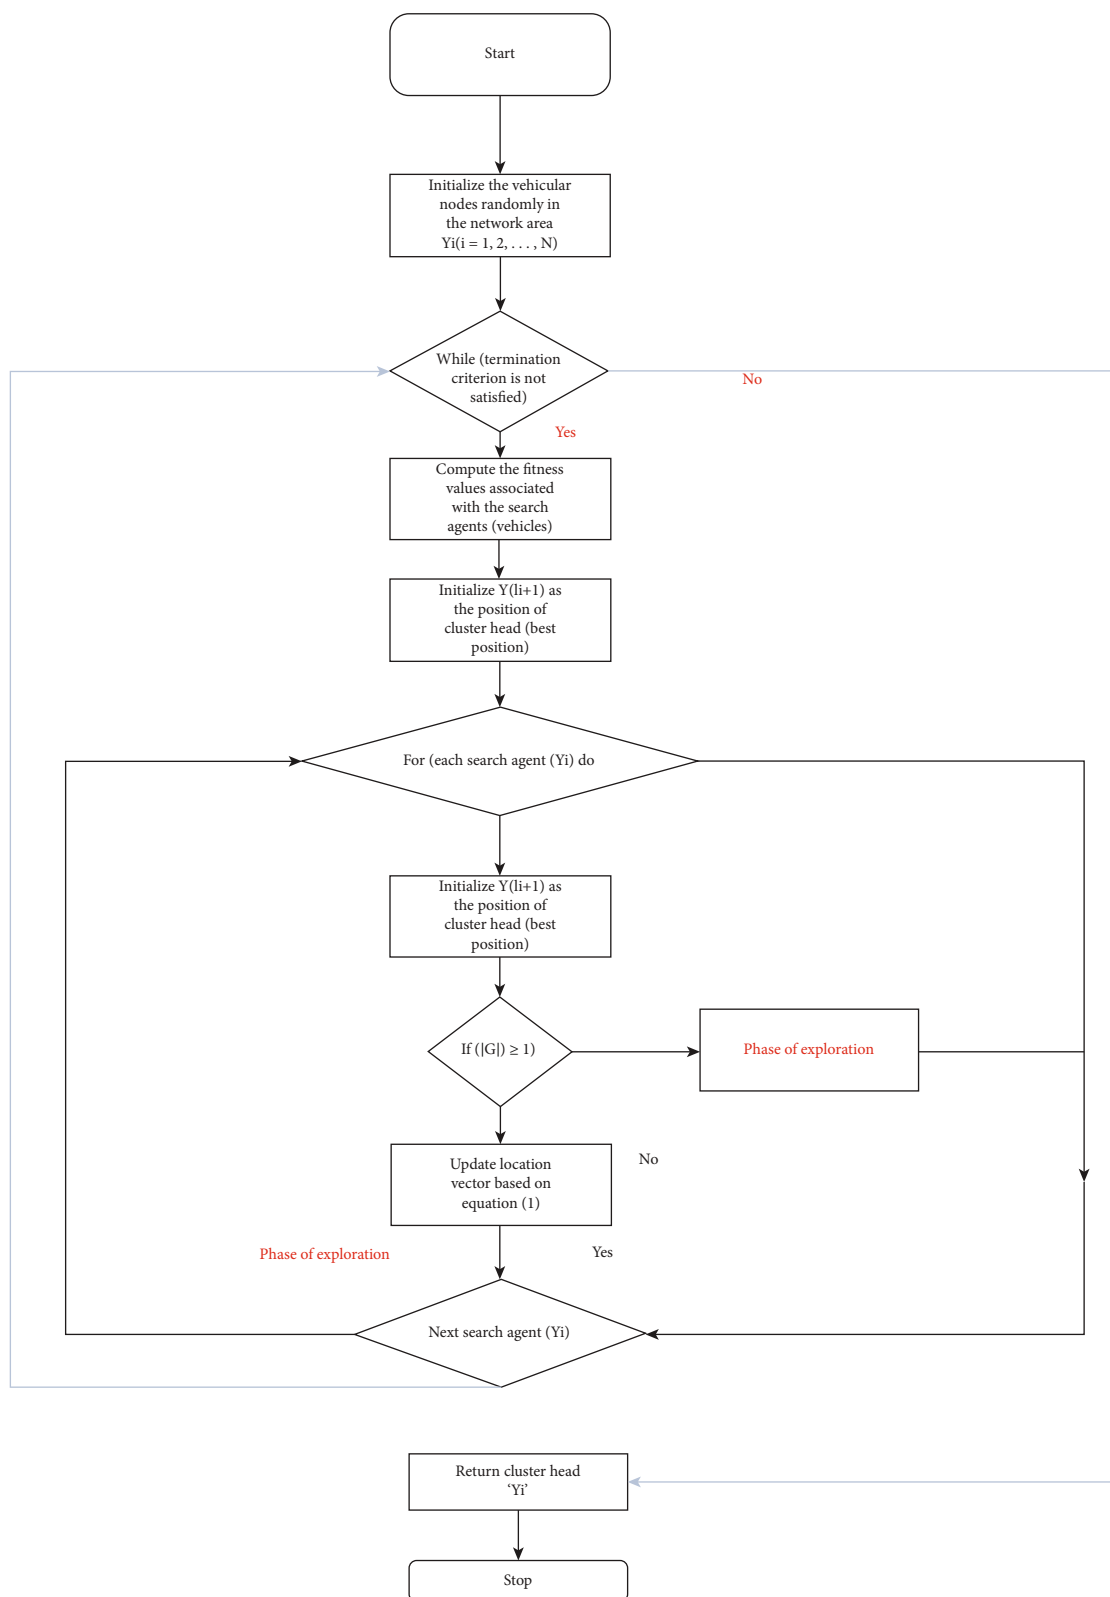 Start
Initialize the vehicular
nodes randomly in
the network area
Yi(i = 1, 2, . . . , N)
While (termination
criterion is not
satisfied)
No
Yes
Compute the fitness
values associated
with the search
agents (vehicles)
Initialize Y(li+1) as
the position of
cluster head (best
position)
For (each search agent (Yi) do
Initialize Y(li+1) as
the position of
cluster head (best
position)
If (|G|) ≥ 1)
Phase of exploration
Update location
vector based on
equation (1)
No
Phase of exploration
Yes
Next search agent (Yi)
Return cluster head
‘Yi’
Stop